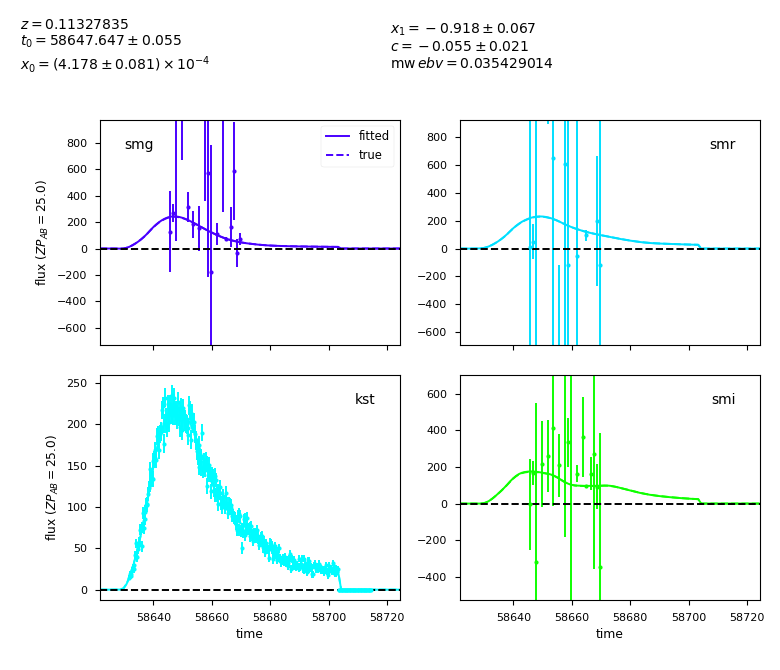 z = 0.11327835
t₀ = 58647.647 ± 0.055
x₀ = (4.178 ± 0.081) × 10⁻⁴
x₁ = −0.918 ± 0.067
c = −0.055 ± 0.021
mw ebv = 0.035429014
smg
fitted
true
800
600
400
200
0
−200
−400
−600
flux (ZP_AB = 25.0)
smr
800
600
400
200
0
−200
−400
−600
kst
250
200
150
100
50
0
flux (ZP_AB = 25.0)
58640 58660 58680 58700 58720
time
smi
600
400
200
0
−200
−400
58640 58660 58680 58700 58720
time